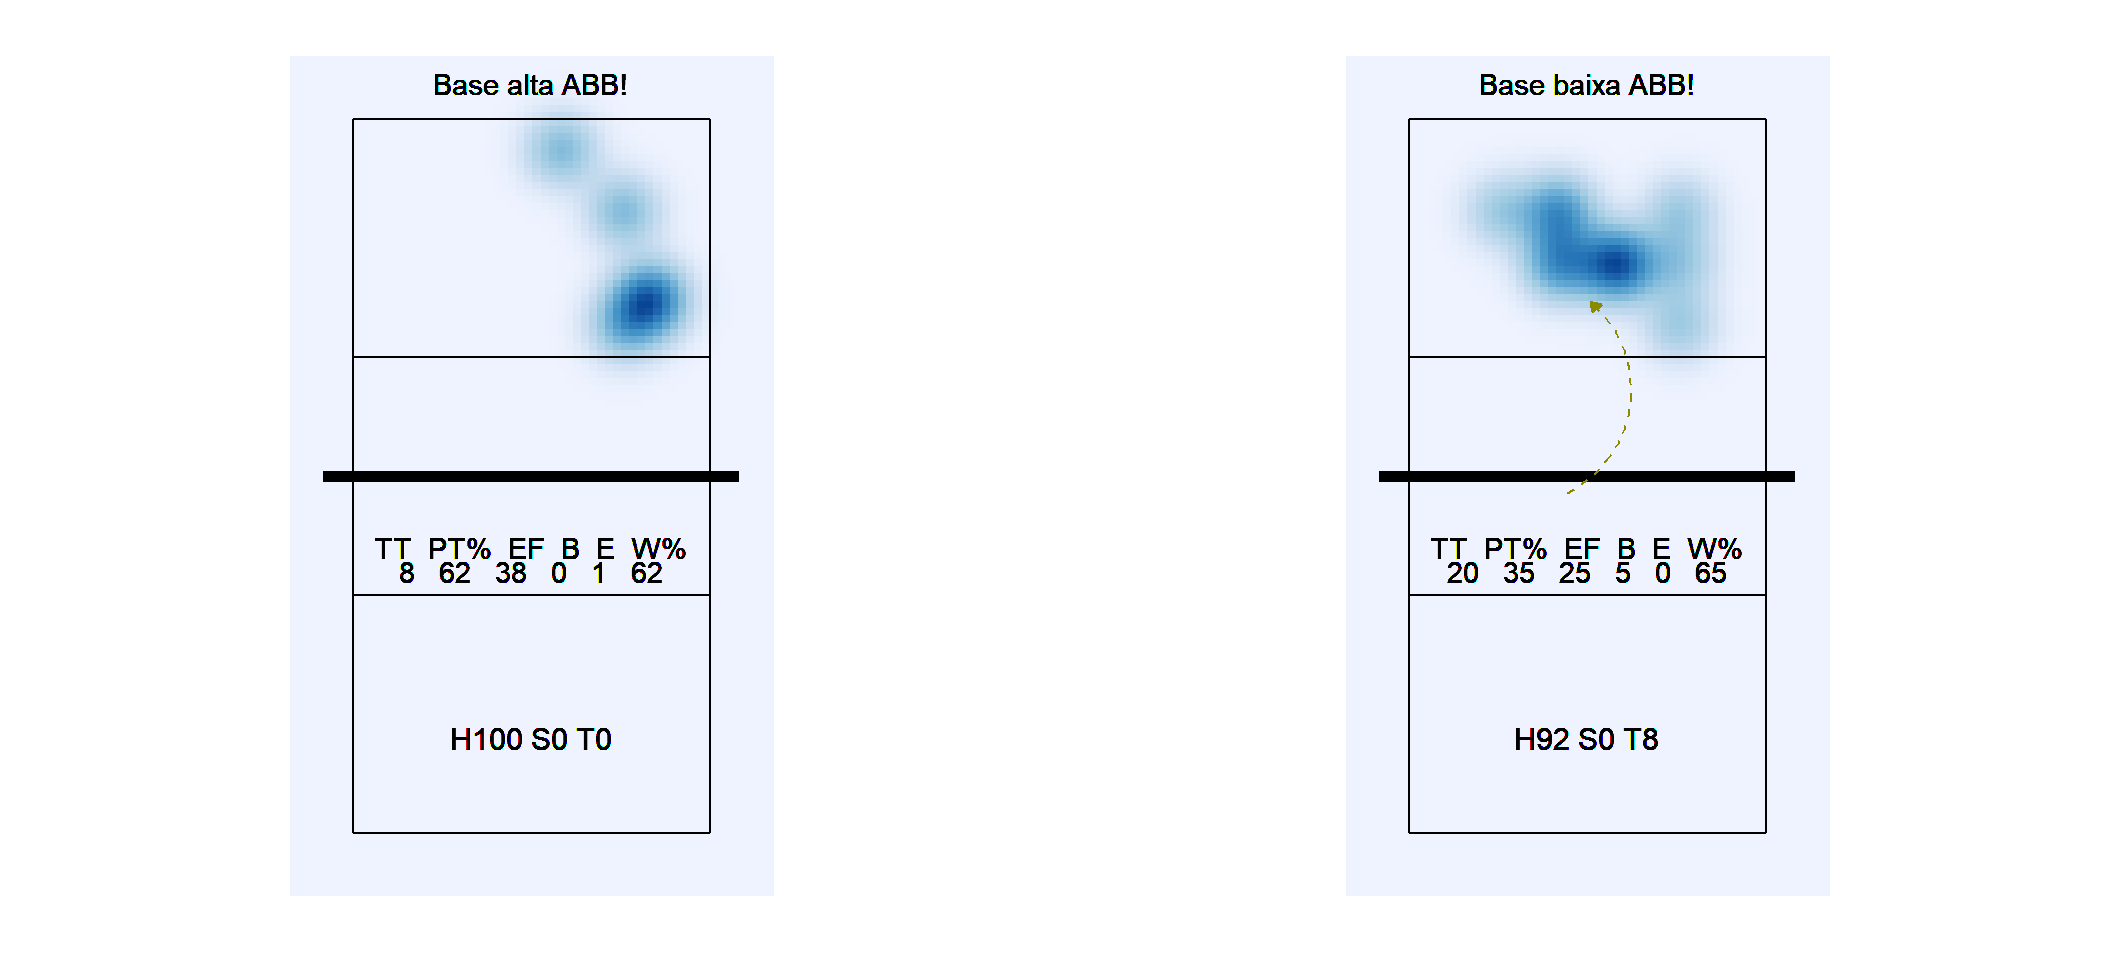 Base alta ABB!
TT PT% EF B E W%
8 62 38 0 1 62
H100 S0 T0
Base baixa ABB!
TT PT% EF B E W%
20 35 25 5 0 65
H92 S0 T8